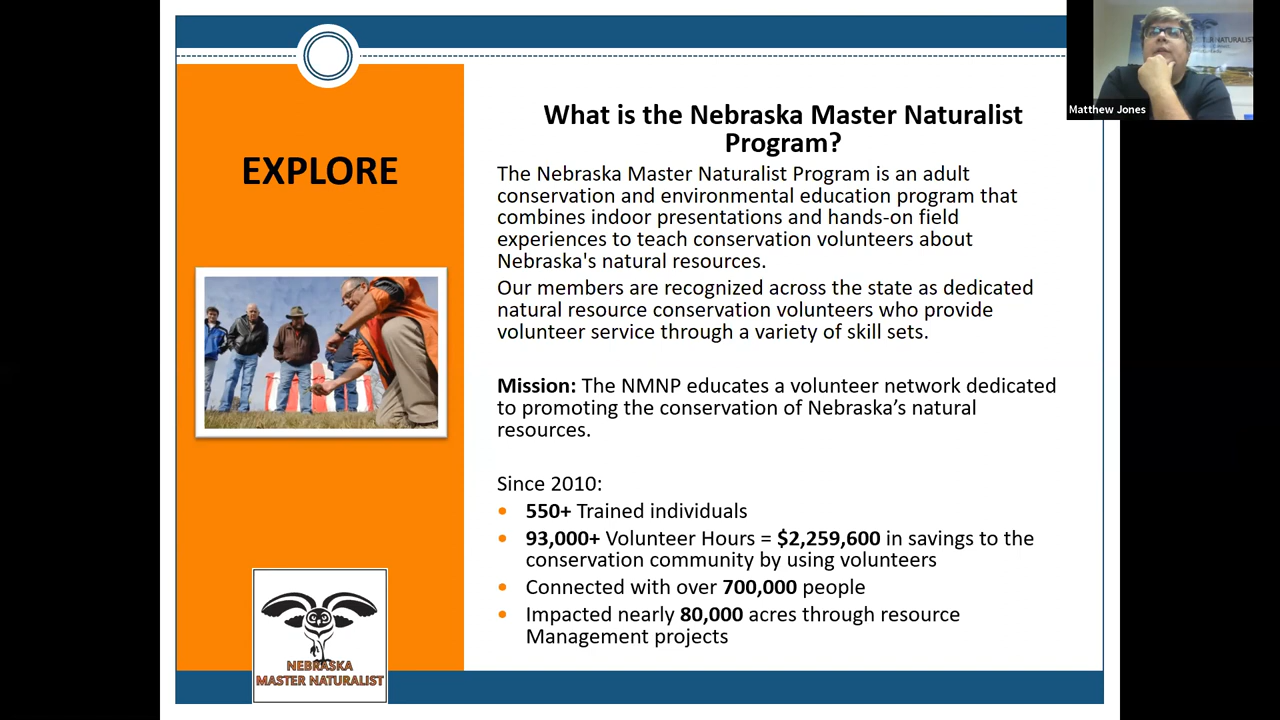 EXPLORE
What is the Nebraska Master Naturalist
Program?
The Nebraska Master Naturalist Program is an adult
conservation and environmental education program that
combines indoor presentations and hands-on field
experiences to teach conservation volunteers about
Nebraska's natural resources.
Our members are recognized across the state as dedicated
natural resource conservation volunteers who provide
volunteer service through a variety of skill sets.
Mission: The NMNP educates a volunteer network dedicated
to promoting the conservation of Nebraska’s natural
resources.
Since 2010:
• 550+ Trained individuals
• 93,000+ Volunteer Hours = $2,259,600 in savings to the
conservation community by using volunteers
• Connected with over 700,000 people
• Impacted nearly 80,000 acres through resource
Management projects
NEBRASKA
MASTER NATURALIST
NATURALIST
Matthew Jones